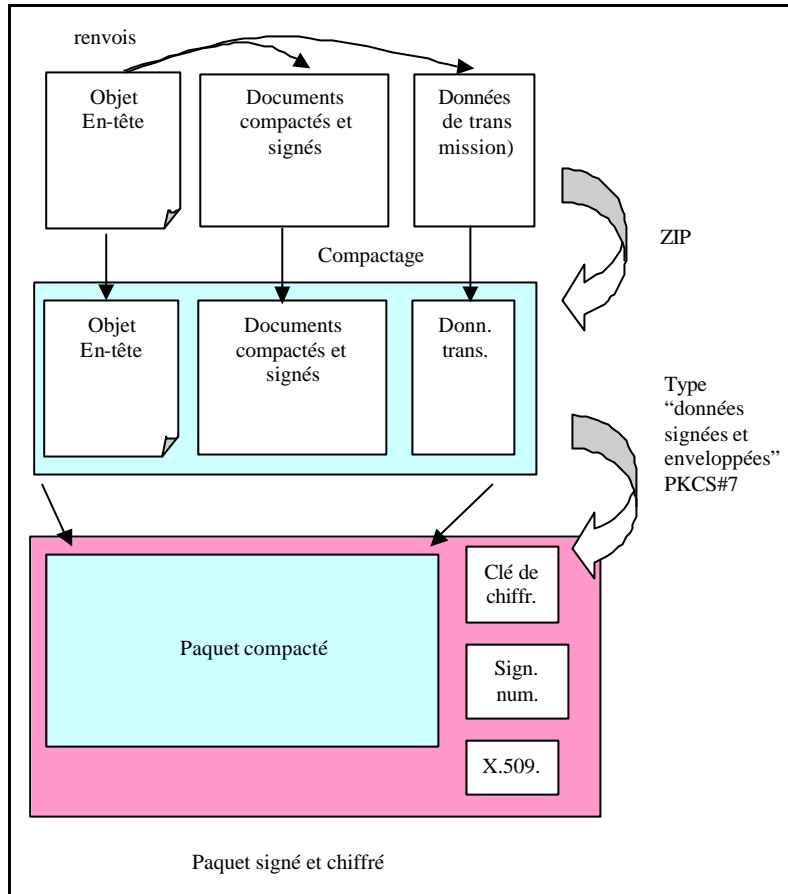 renvois
Objet
En-tête
Documents
compactés et
signés
Données
de trans
mission)
ZIP
Compactage
Objet
En-tête
Documents
compactés et
signés
Donn.
trans.
Type
“données
signées et
enveloppées”
PKCS#7
Paquet compacté
Clé de
chiffr.
Sign.
num.
X.509.
Paquet signé et chiffré